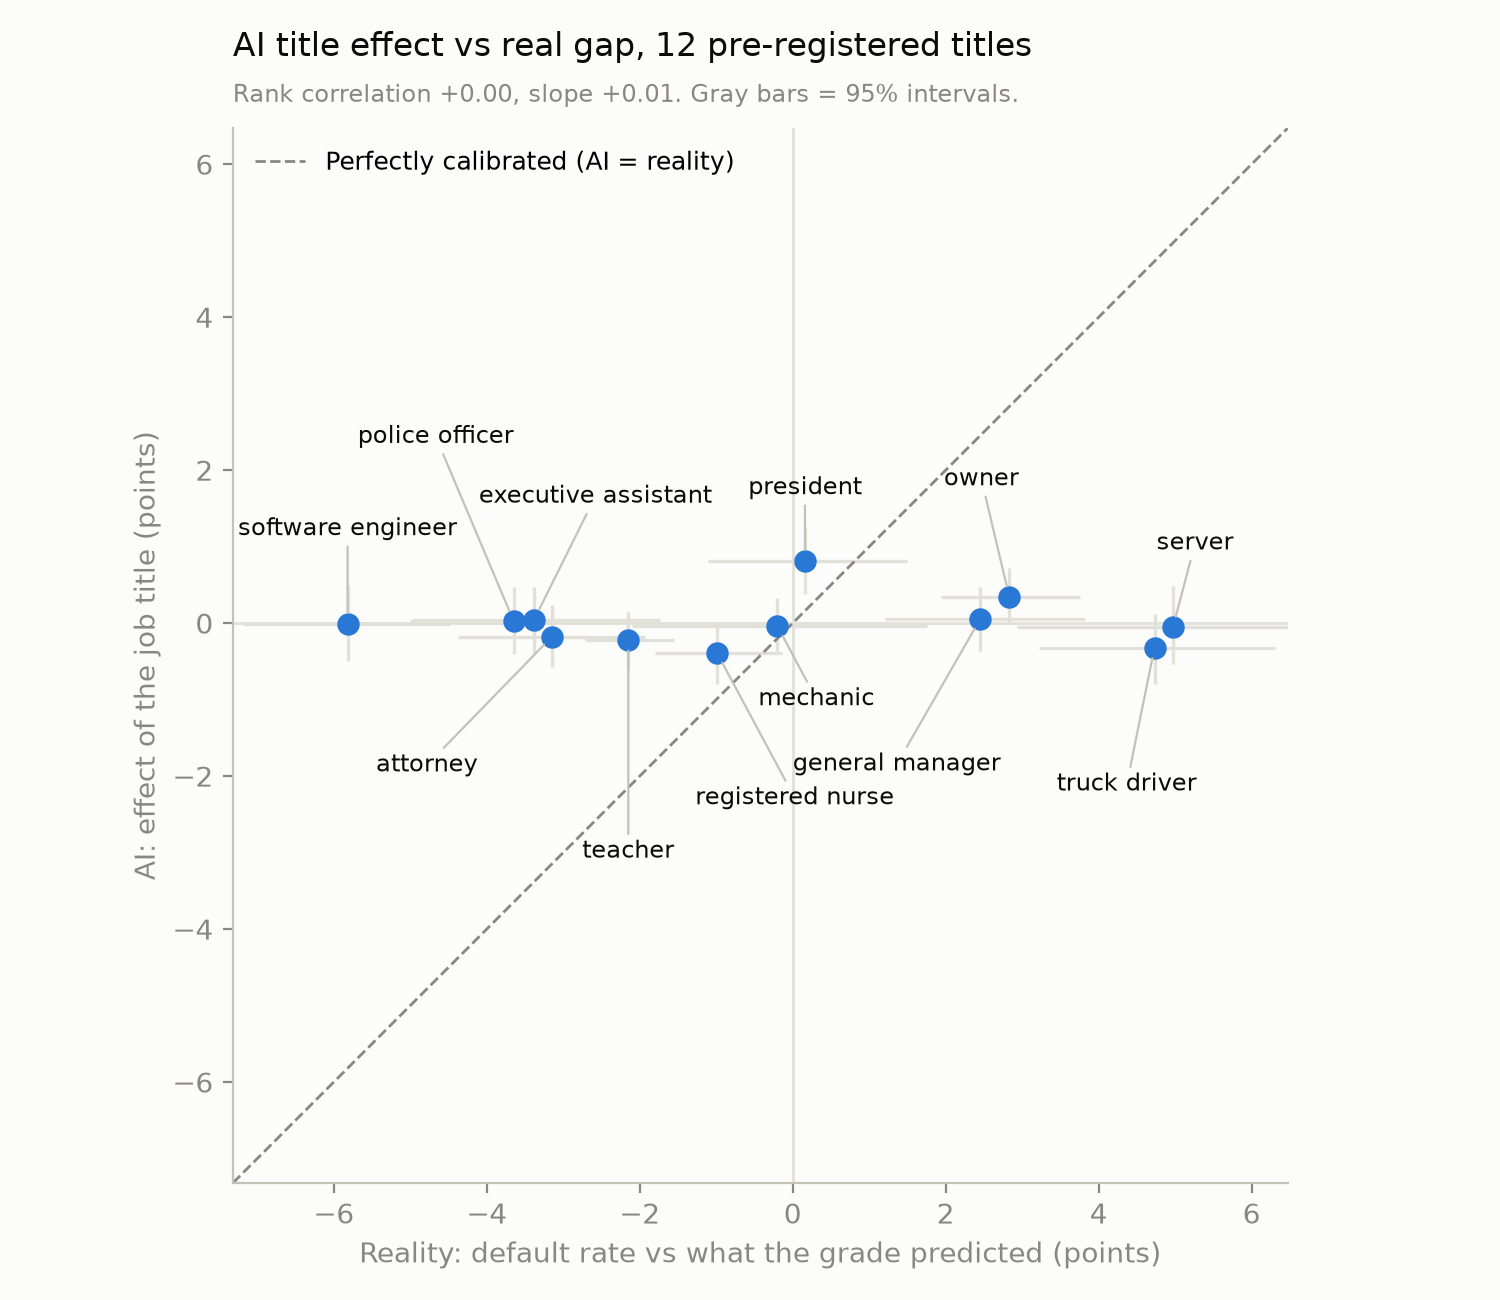 AI title effect vs real gap, 12 pre-registered titles
Rank correlation +0.00, slope +0.01. Gray bars = 95% intervals.
Perfectly calibrated (AI = reality)
6
4
2
0
−2
−4
−6
AI: effect of the job title (points)
police officer
executive assistant
president
owner
software engineer
server
mechanic
attorney
general manager
truck driver
registered nurse
teacher
−6
−4
−2
0
2
4
6
Reality: default rate vs what the grade predicted (points)